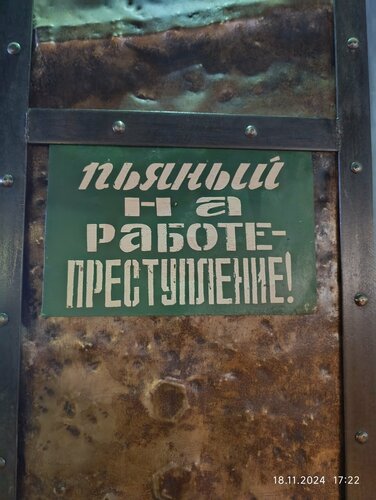 пьяный
на
работе-
преступление!
18.11.2024 17:22